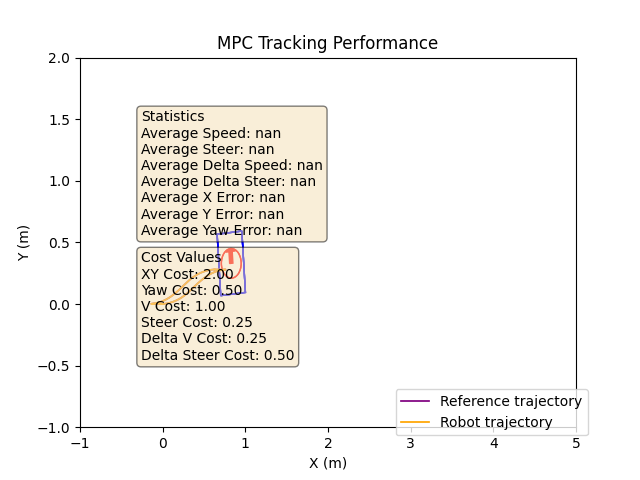 MPC Tracking Performance
2.0
1.5
1.0
0.5
0.0
−0.5
−1.0
Y (m)
Statistics
Average Speed: nan
Average Steer: nan
Average Delta Speed: nan
Average Delta Steer: nan
Average X Error: nan
Average Y Error: nan
Average Yaw Error: nan
Cost Values
XY Cost: 2.00
Yaw Cost: 0.50
V Cost: 1.00
Steer Cost: 0.25
Delta V Cost: 0.25
Delta Steer Cost: 0.50
Reference trajectory
Robot trajectory
−1 0 1 2 3 4 5
X (m)